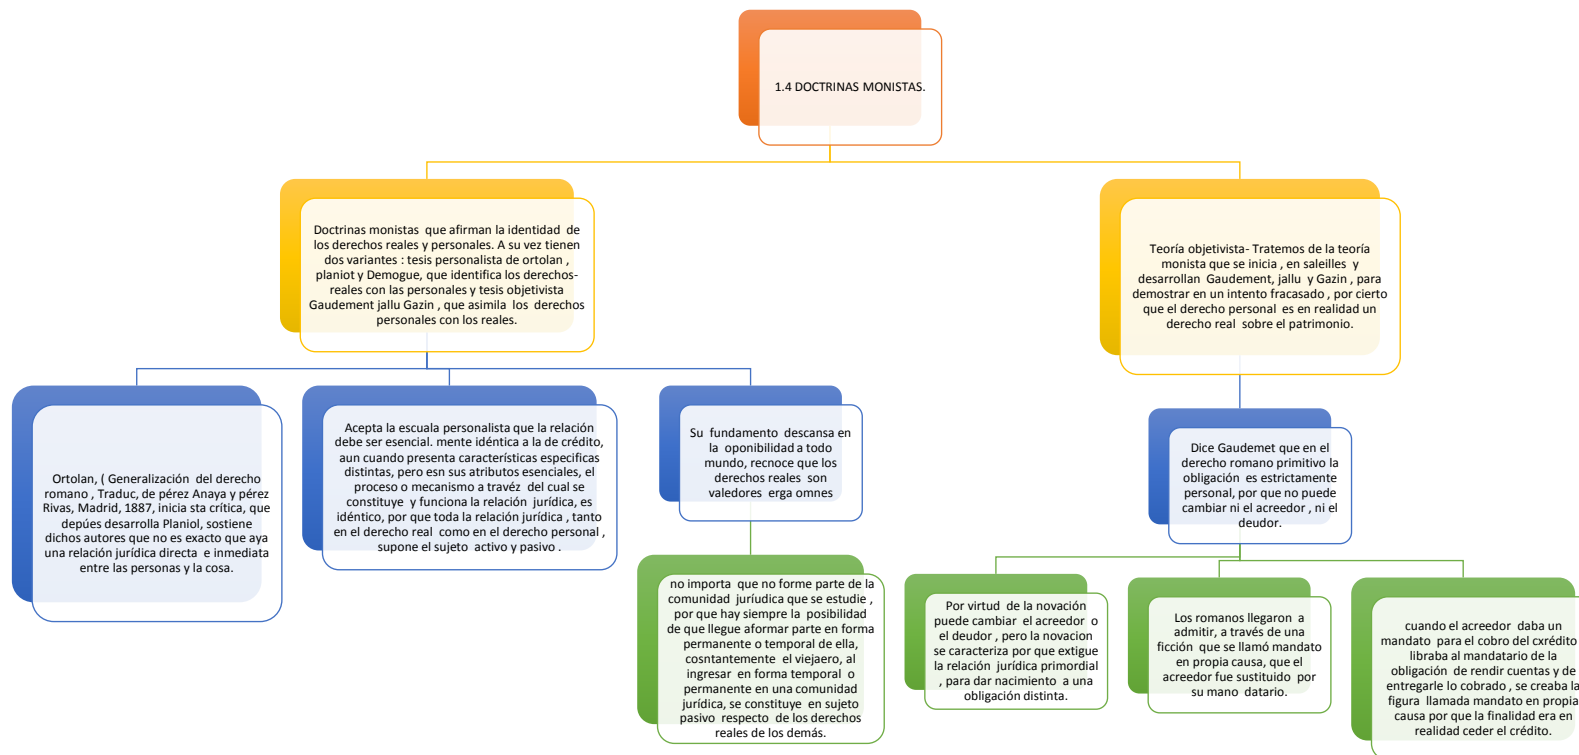 1.4 DOCTRINAS MONISTAS.
Doctrinas monistas que afirman la identidad de
los derechos reales y personales. A su vez tienen
dos variantes : tesis personalista de ortolan ,
planiot y Demogue, que identifica los derechos-
reales con las personales y tesis objetivista
Gaudement jallu Gazin , que asimila los derechos
personales con los reales.
Teoría objetivista- Tratemos de la teoría
monista que se inicia , en saleilles y
desarrollan Gaudement, jallu y Gazin , para
demostrar en un intento fracasado , por cierto
que el derecho personal es en realidad un
derecho real sobre el patrimonio.
Ortolan, ( Generalización del derecho
romano , Traduc, de pérez Anaya y pérez
Rivas, Madrid, 1887, inicia sta crítica, que
depúes desarrolla Planiol, sostiene
dichos autores que no es exacto que aya
una relación jurídica directa e inmediata
entre las personas y la cosa.
Acepta la escuala personalista que la relación
debe ser esencial. mente idéntica a la de crédito,
aun cuando presenta características especificas
distintas, pero esn sus atributos esenciales, el
proceso o mecanismo a travéz del cual se
constituye y funciona la relación jurídica, es
idéntico, por que toda la relación jurídica , tanto
en el derecho real como en el derecho personal ,
supone el sujeto activo y pasivo .
Su fundamento descansa en
la oponibilidad a todo
mundo, recnoce que los
derechos reales son
valedores erga omnes
Dice Gaudemet que en el
derecho romano primitivo la
obligación es estrictamente
personal, por que no puede
cambiar ni el acreedor , ni el
deudor.
no importa que no forme parte de la
comunidad juríudica que se estudie ,
por que hay siempre la posibilidad
de que llegue aformar parte en forma
permanente o temporal de ella,
cosntantemente el viejaero, al
ingresar en forma temporal o
permanente en una comunidad
jurídica, se constituye en sujeto
pasivo respecto de los derechos
reales de los demás.
Por virtud de la novación
puede cambiar el acreedor o
el deudor , pero la novacion
se caracteriza por que extigue
la relación jurídica primordial
, para dar nacimiento a una
obligación distinta.
Los romanos llegaron a
admitir, a través de una
ficción que se llamó mandato
en propia causa, que el
acreedor fue sustituido por
su mano datario.
cuando el acreedor daba un
mandato para el cobro del cxrédito
libraba al mandatario de la
obligación de rendir cuentas y de
entregarle lo cobrado , se creaba la
figura llamada mandato en propia
causa por que la finalidad era en
realidad ceder el crédito.